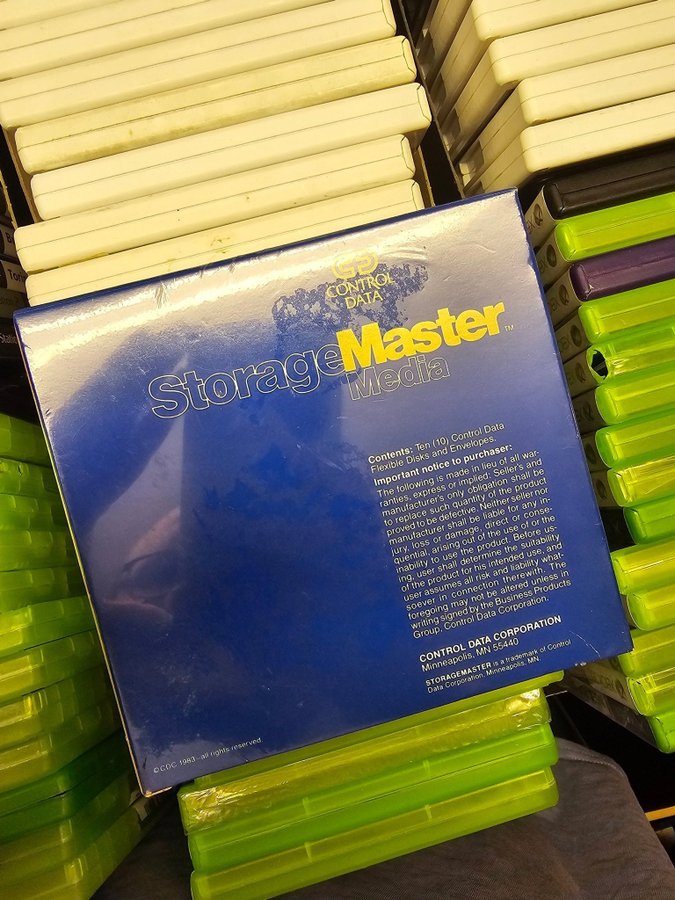 CONTROL
DATA
StorageMaster™
Media
Contents: Ten (10) Control Data
Flexible Disks and Envelopes.
Important notice to purchaser:
The following is made in lieu of all war-
ranties, express or implied: Seller's and
manufacturer's only obligation shall be
to replace such quantity of the product
proved to be defective. Neither seller nor
manufacturer shall be liable for any in-
jury, loss or damage, direct or conse-
quential, arising out of the use of or the
inability to use the product. Before us-
ing, user shall determine the suitability
of the product for his intended use, and
user assumes all risk and liability what-
soever in connection therewith. The
foregoing may not be altered unless in
writing signed by the Business Products
Group, Control Data Corporation.
CONTROL DATA CORPORATION
Minneapolis, MN 55440
STORAGEMASTER is a trademark of Control
Data Corporation, Minneapolis, MN.
©CDC 1983 - all rights reserved.